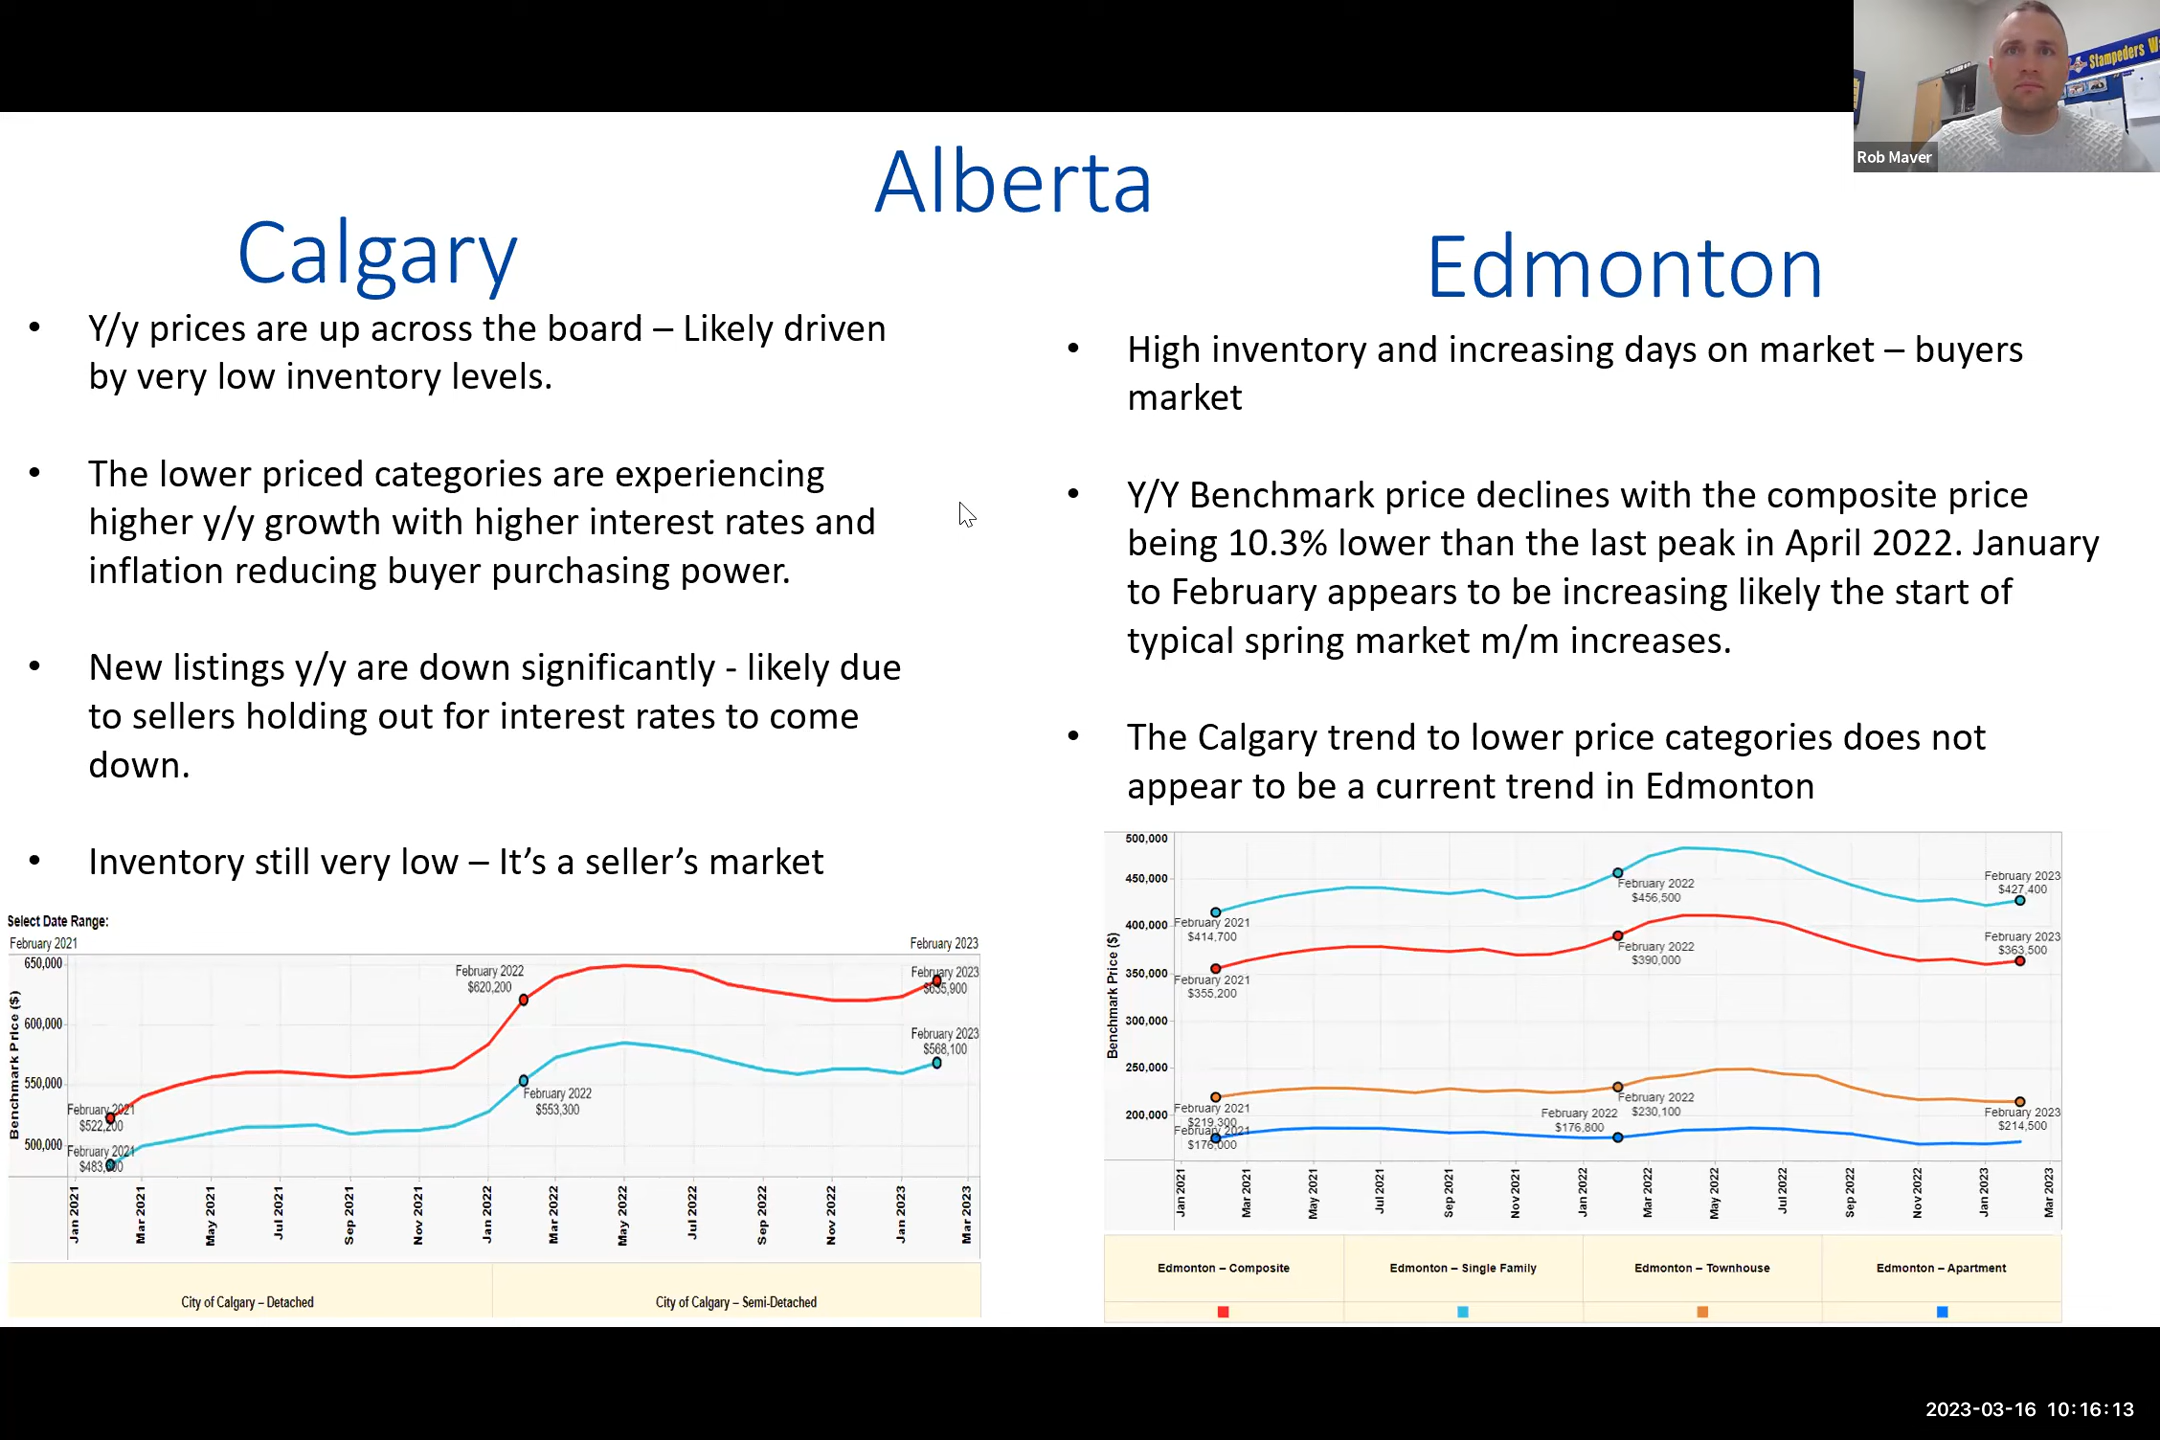 Stampeders
Rob Maver
Alberta
Calgary
• Y/y prices are up across the board – Likely driven
by very low inventory levels.
• The lower priced categories are experiencing
higher y/y growth with higher interest rates and
inflation reducing buyer purchasing power.
• New listings y/y are down significantly - likely due
to sellers holding out for interest rates to come
down.
• Inventory still very low – It’s a seller’s market
Select Date Range:
February 2021
February 2023
Benchmark Price ($)
650,000
600,000
550,000
500,000
February 2021
$522,200
February 2021
February 2022
$620,200
February 2022
$553,300
February 2023
$635,900
February 2023
$568,100
Jan 2021
Mar 2021
May 2021
Jul 2021
Sep 2021
Nov 2021
Jan 2022
Mar 2022
May 2022
Jul 2022
Sep 2022
Nov 2022
Jan 2023
Mar 2023
City of Calgary – Detached
City of Calgary – Semi-Detached
Edmonton
• High inventory and increasing days on market – buyers
market
• Y/Y Benchmark price declines with the composite price
being 10.3% lower than the last peak in April 2022. January
to February appears to be increasing likely the start of
typical spring market m/m increases.
• The Calgary trend to lower price categories does not
appear to be a current trend in Edmonton
Benchmark Price ($)
500,000
450,000
400,000
350,000
300,000
250,000
200,000
February 2021
$414,700
February 2021
$355,200
February 2021
$219,300
February 2021
$176,000
February 2022
$456,500
February 2022
$390,000
February 2022
$230,100
February 2022
$176,800
February 2023
$427,400
February 2023
$363,500
February 2023
$214,500
Jan 2021
Mar 2021
May 2021
Jul 2021
Sep 2021
Nov 2021
Jan 2022
Mar 2022
May 2022
Jul 2022
Sep 2022
Nov 2022
Jan 2023
Mar 2023
Edmonton – Composite
Edmonton – Single Family
Edmonton – Townhouse
Edmonton – Apartment
2023-03-16 10:16:13